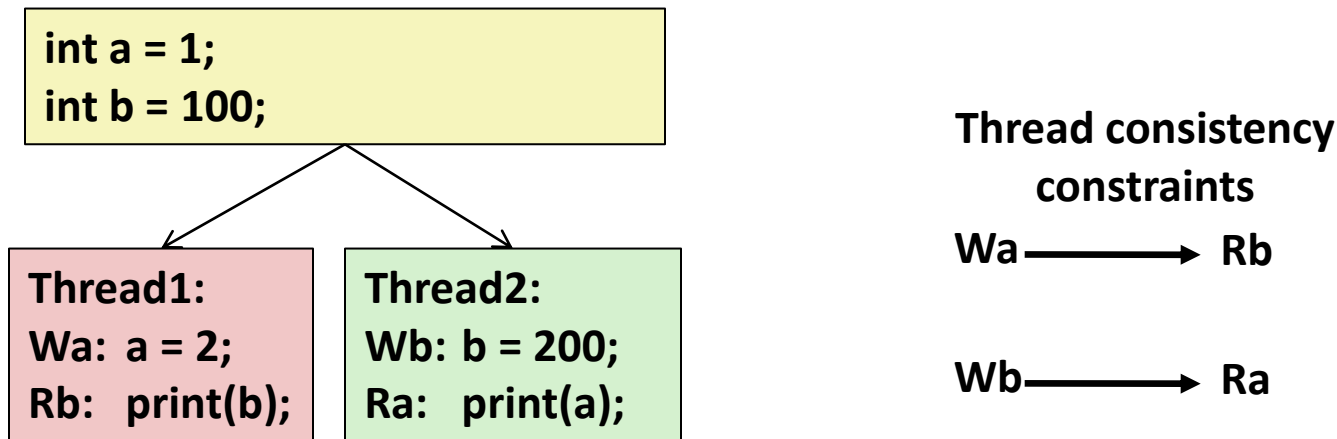 int a = 1;
int b = 100;
Thread consistency
constraints
Wa Rb
Wb Ra
Thread1:
Wa: a = 2;
Rb: print(b);
Thread2:
Wb: b = 200;
Ra: print(a);